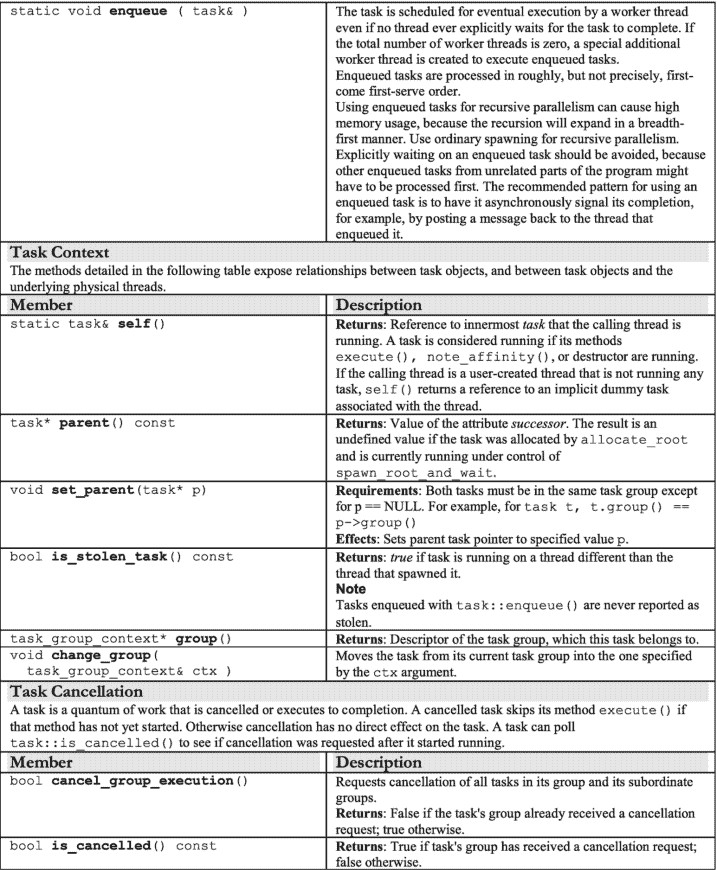 static void enqueue ( task& )
The task is scheduled for eventual execution by a worker thread
even if no thread ever explicitly waits for the task to complete. If
the total number of worker threads is zero, a special additional
worker thread is created to execute enqueued tasks.
Enqueued tasks are processed in roughly, but not precisely, first-
come first-serve order.
Using enqueued tasks for recursive parallelism can cause high
memory usage, because the recursion will expand in a breadth-
first manner. Use ordinary spawning for recursive parallelism.
Explicitly waiting on an enqueued task should be avoided, because
other enqueued tasks from unrelated parts of the program might
have to be processed first. The recommended pattern for using an
enqueued task is to have it asynchronously signal its completion,
for example, by posting a message back to the thread that
enqueued it.
Task Context
The methods detailed in the following table expose relationships between task objects, and between task objects and the
underlying physical threads.
Member
Description
static task& self()
Returns: Reference to innermost task that the calling thread is
running. A task is considered running if its methods
execute(), note_affinity(), or destructor are running.
If the calling thread is a user-created thread that is not running any
task, self() returns a reference to an implicit dummy task
associated with the thread.
task* parent() const
Returns: Value of the attribute successor. The result is an
undefined value if the task was allocated by allocate_root
and is currently running under control of
spawn_root_and_wait.
void set_parent(task* p)
Requirements: Both tasks must be in the same task group except
for p == NULL. For example, for task t, t.group() ==
p->group()
Effects: Sets parent task pointer to specified value p.
bool is_stolen_task() const
Returns: true if task is running on a thread different than the
thread that spawned it.
Note
Tasks enqueued with task::enqueue() are never reported as
stolen.
task_group_context* group()
Returns: Descriptor of the task group, which this task belongs to.
void change_group(
task_group_context& ctx )
Moves the task from its current task group into the one specified
by the ctx argument.
Task Cancellation
A task is a quantum of work that is cancelled or executes to completion. A cancelled task skips its method execute() if
that method has not yet started. Otherwise cancellation has no direct effect on the task. A task can poll
task::is_cancelled() to see if cancellation was requested after it started running.
Member
Description
bool cancel_group_execution()
Requests cancellation of all tasks in its group and its subordinate
groups.
Returns: False if the task's group already received a cancellation
request; true otherwise.
bool is_cancelled() const
Returns: True if task's group has received a cancellation request;
false otherwise.